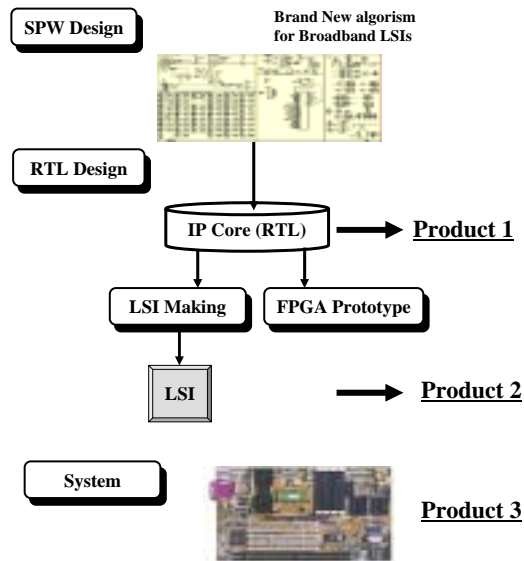 SPW Design
Brand New algorism
for Broadband LSIs
RTL Design
IP Core (RTL)
Product 1
LSI Making
FPGA Prototype
LSI
Product 2
System
Product 3